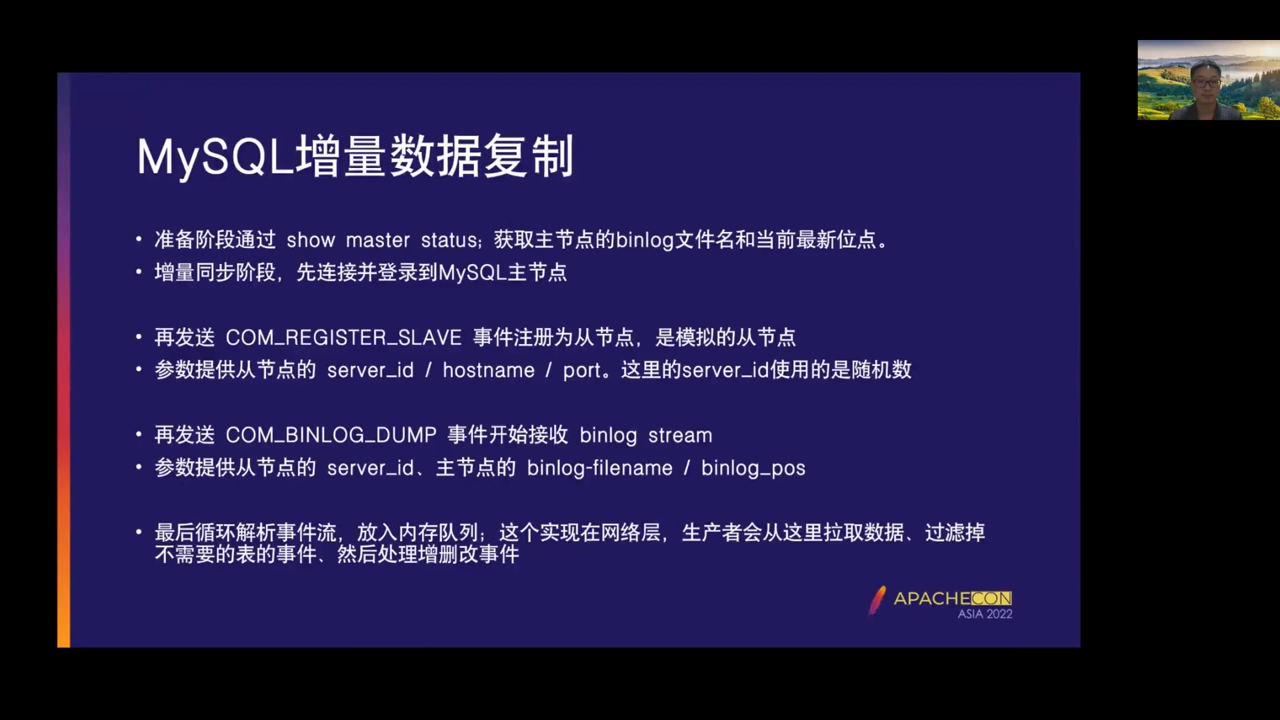 MySQL增量数据复制
• 准备阶段通过 show master status; 获取主节点的binlog文件名和当前最新位点。
• 增量同步阶段，先连接并登录到MySQL主节点
• 再发送 COM_REGISTER_SLAVE 事件注册为从节点，是模拟的从节点
• 参数提供从节点的 server_id / hostname / port。这里的server_id使用的是随机数
• 再发送 COM_BINLOG_DUMP 事件开始接收 binlog stream
• 参数提供从节点的 server_id、主节点的 binlog-filename / binlog_pos
• 最后循环解析事件流，放入内存队列；这个实现在网络层，生产者会从这里拉取数据、过滤掉
不需要的表的事件、然后处理增删改事件
APACHECON
ASIA 2022